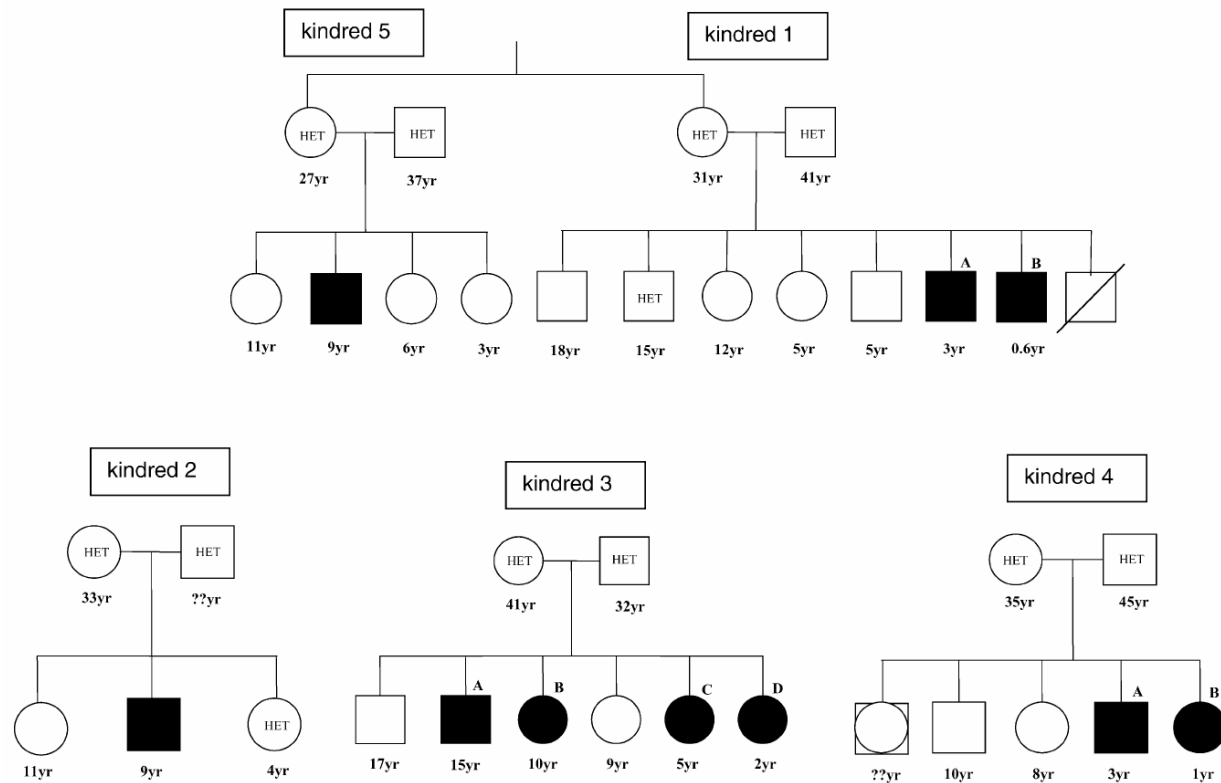 kindred 5
kindred 1
HET HET HET HET
27yr 37yr 31yr 41yr
A B
HET
11yr 9yr 6yr 3yr 18yr 15yr 12yr 5yr 5yr 3yr 0.6yr
kindred 2
kindred 3
kindred 4
HET HET HET HET HET HET
33yr ??yr 41yr 32yr 35yr 45yr
A B C D A B
HET
11yr 9yr 4yr 17yr 15yr 10yr 9yr 5yr 2yr ??yr 10yr 8yr 3yr 1yr